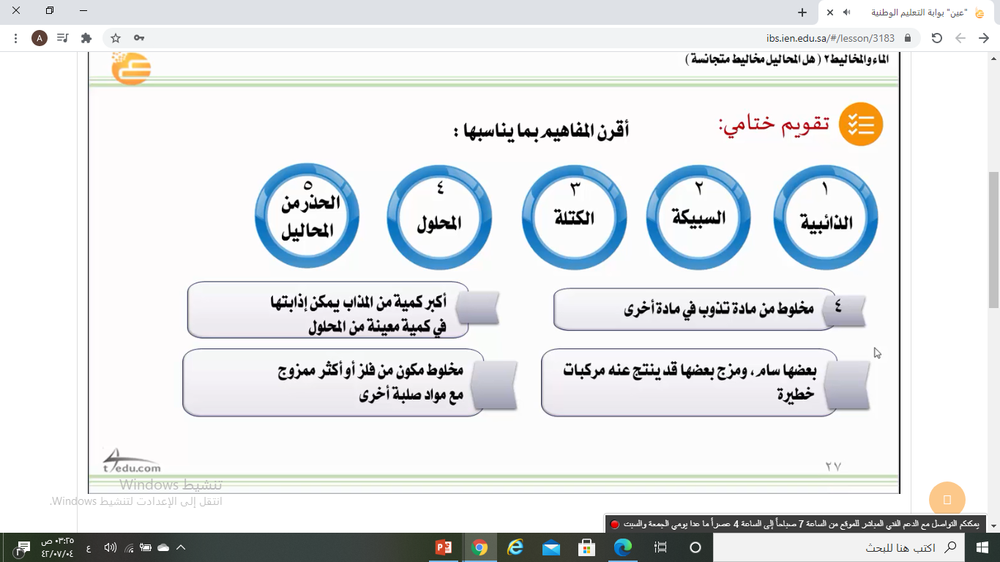 "عين" بوابة التعليم الوطنية
ibs.ien.edu.sa/#/lesson/3183
A
الماء والمخاليط ٢ ( هل المحاليل مخاليط متجانسة )
تقويم ختامي:
أقرن المفاهيم بما يناسبها :
١
الذائبية
٢
السبيكة
٣
الكتلة
٤
المحلول
٥
الحذر من
المحاليل
٤
مخلوط من مادة تذوب في مادة أخرى
أكبر كمية من المذاب يمكن إذابتها
في كمية معينة من المحلول
بعضها سام، ومزج بعضها قد ينتج عنه مركبات
خطيرة
مخلوط مكون من فلز أو أكثر ممزوج
مع مواد صلبة أخرى
٢٧
t4edu.com
تنشيط Windows
انتقل إلى الإعدادت لتنشيط Windows.
يمكنكم التواصل مع الدعم الفني المباشر للموقع من الساعة 7 صباحاً إلى الساعة 4 عصراً ما عدا يومي الجمعة والسبت
اكتب هنا للبحث
ع
٠٣:٢٥ ص
٤٢/٠٧/٠٤